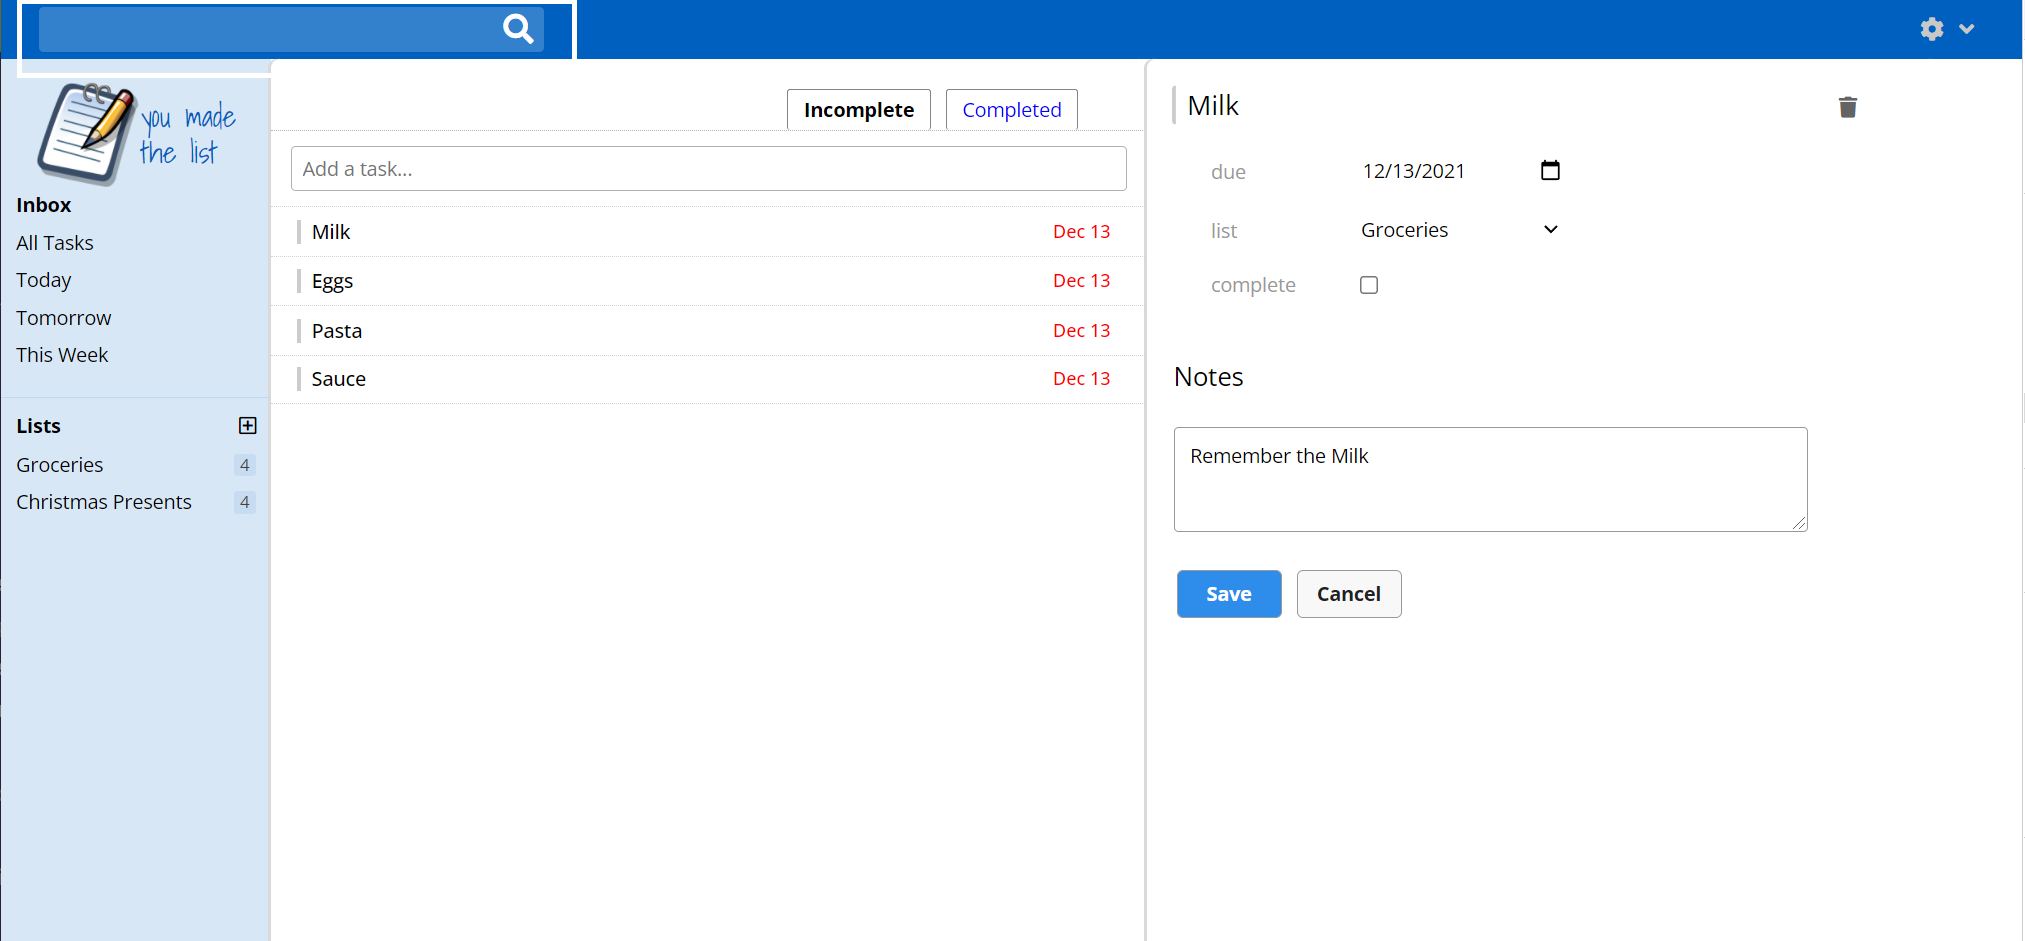 you made
the list
Inbox
All Tasks
Today
Tomorrow
This Week
Lists
Groceries 4
Christmas Presents 4
Incomplete Completed
Add a task...
Milk Dec 13
Eggs Dec 13
Pasta Dec 13
Sauce Dec 13
Milk
due 12/13/2021
list Groceries
complete
Notes
Remember the Milk
Save Cancel